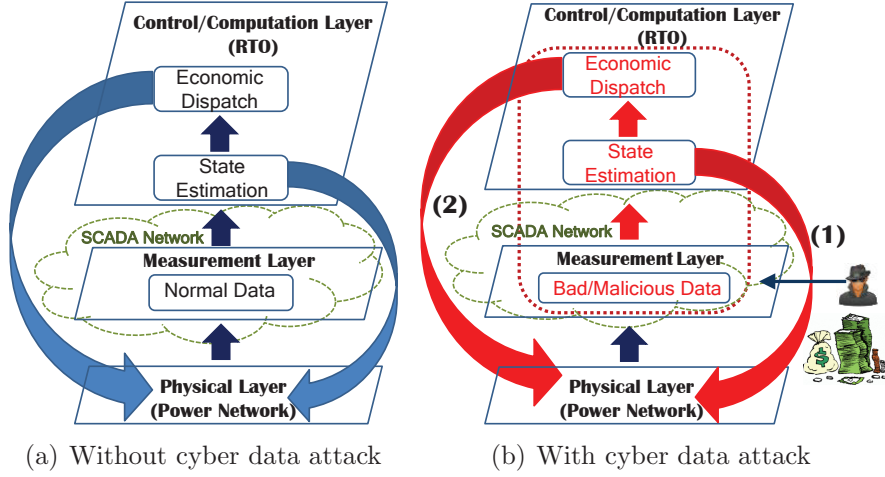 Control/Computation Layer
(RTO)
Economic
Dispatch
State
Estimation
SCADA Network
Measurement Layer
Normal Data
Physical Layer
(Power Network)
(a) Without cyber data attack
Control/Computation Layer
(RTO)
Economic
Dispatch
State
Estimation
(2)
SCADA Network
(1)
Measurement Layer
Bad/Malicious Data
$
Physical Layer
(Power Network)
(b) With cyber data attack